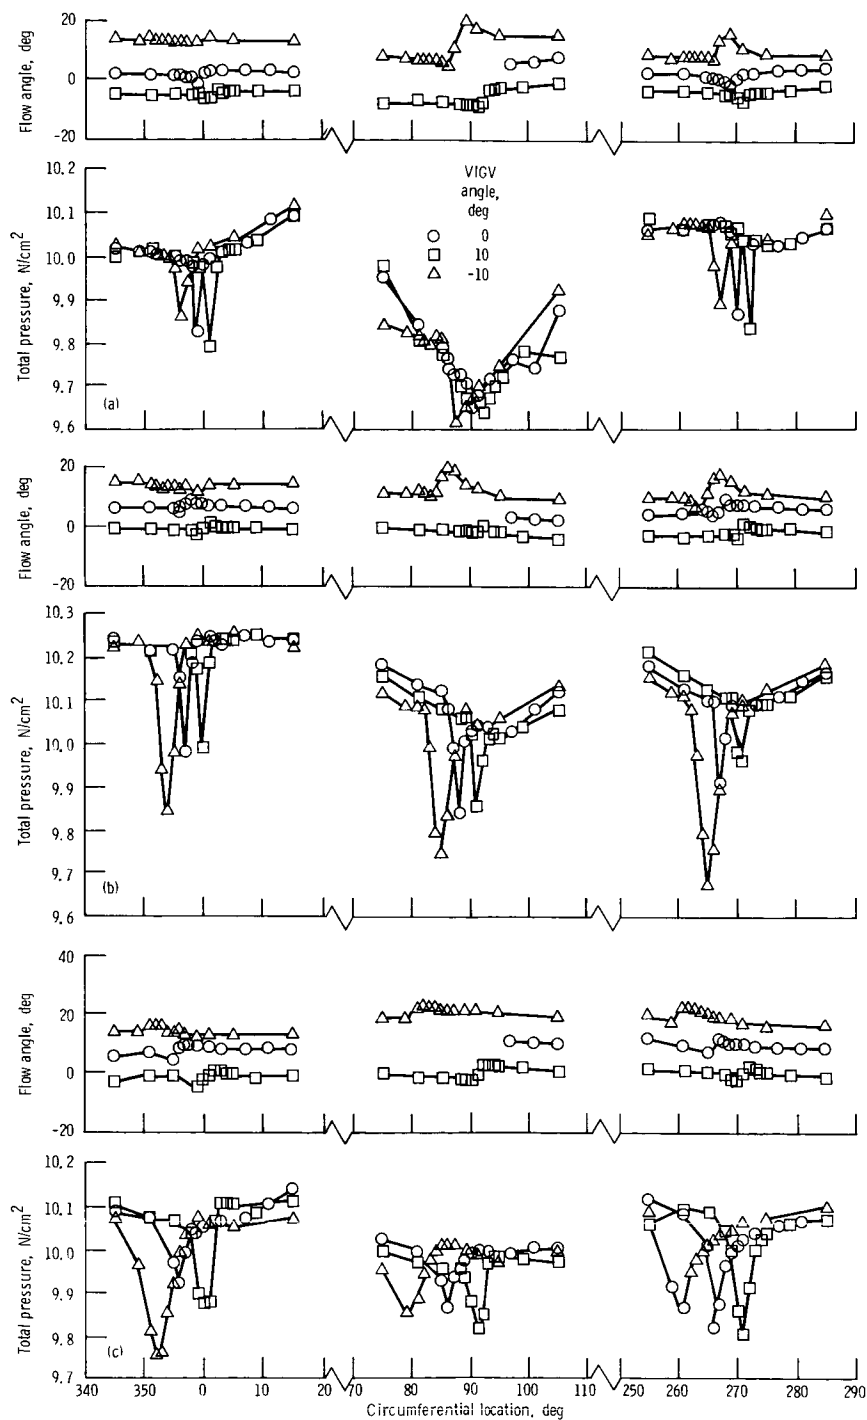 20
0
-20
Flow angle, deg
10.2
10.1
10.0
9.9
9.8
9.7
9.6
Total pressure, N/cm2
VIGV
angle,
deg
0
10
-10
(a)
20
0
-20
Flow angle, deg
10.3
10.2
10.1
10.0
9.9
9.8
9.7
9.6
Total pressure, N/cm2
(b)
40
20
0
-20
Flow angle, deg
10.2
10.1
10.0
9.9
9.8
9.7
Total pressure, N/cm2
(c)
340 350 0 10 20 70 80 90 100 110 250 260 270 280 290
Circumferential location, deg